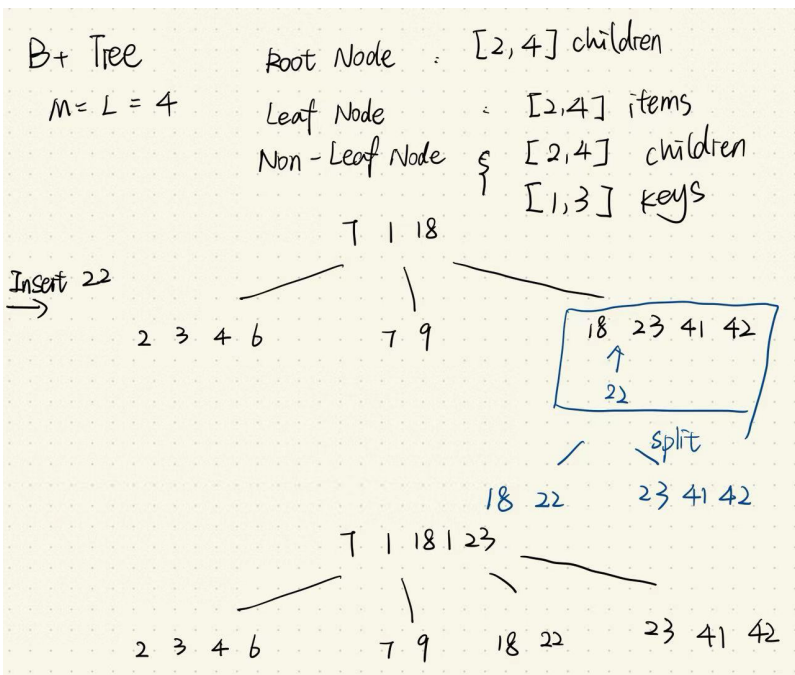 B+ Tree
M = L = 4
Root Node : [2,4] children
Leaf Node : [2,4] items
Non-Leaf Node { [2,4] children
[1,3] keys
7 | 18
Insert 22
→
2 3 4 6
7 9
18 23 41 42
↑
22
split
18 22
23 41 42
7 | 18 | 23
2 3 4 6
7 9
18 22
23 41 42